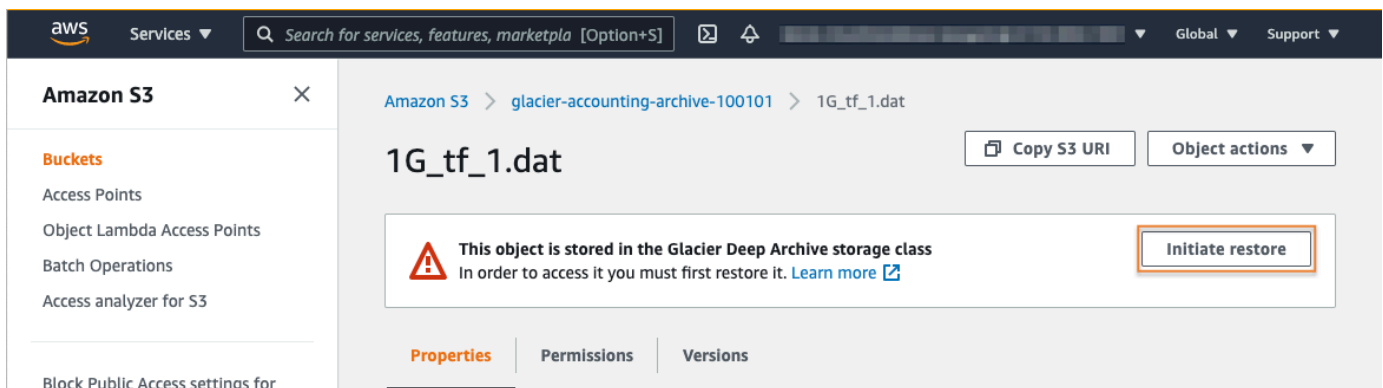 aws Services ▼ Search for services, features, marketpla [Option+S] ▼ Global ▼ Support ▼
Amazon S3
Buckets
Access Points
Object Lambda Access Points
Batch Operations
Access analyzer for S3
Block Public Access settings for
Amazon S3 > glacier-accounting-archive-100101 > 1G_tf_1.dat
1G_tf_1.dat
Copy S3 URI Object actions ▼
This object is stored in the Glacier Deep Archive storage class
In order to access it you must first restore it. Learn more
Initiate restore
Properties Permissions Versions